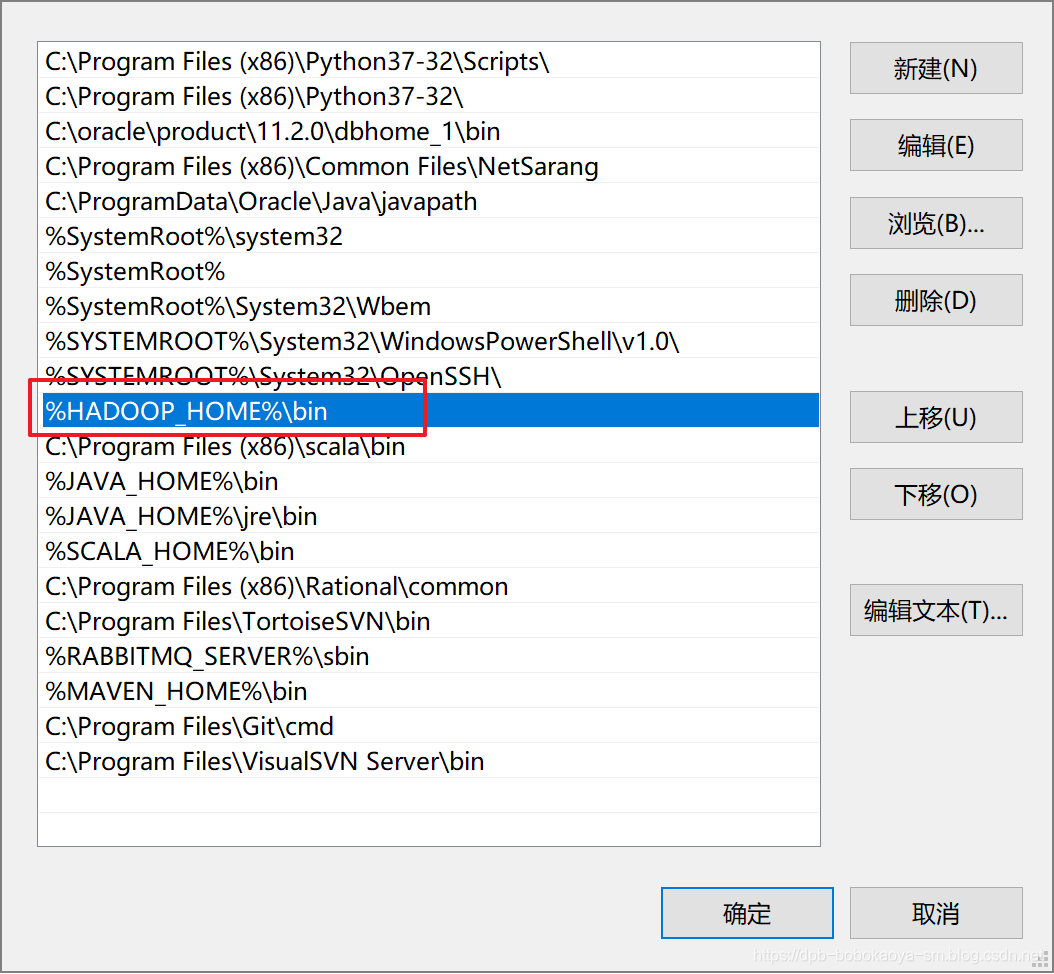 C:\Program Files (x86)\Python37-32\Scripts\
C:\Program Files (x86)\Python37-32\
C:\oracle\product\11.2.0\dbhome_1\bin
C:\Program Files (x86)\Common Files\NetSarang
C:\ProgramData\Oracle\Java\javapath
%SystemRoot%\system32
%SystemRoot%
%SystemRoot%\System32\Wbem
%SYSTEMROOT%\System32\WindowsPowerShell\v1.0\
%SYSTEMROOT%\System32\OpenSSH\
%HADOOP_HOME%\bin
C:\Program Files (x86)\scala\bin
%JAVA_HOME%\bin
%JAVA_HOME%\jre\bin
%SCALA_HOME%\bin
C:\Program Files (x86)\Rational\common
C:\Program Files\TortoiseSVN\bin
%RABBITMQ_SERVER%\sbin
%MAVEN_HOME%\bin
C:\Program Files\Git\cmd
C:\Program Files\VisualSVN Server\bin
新建(N)
编辑(E)
浏览(B)...
删除(D)
上移(U)
下移(O)
编辑文本(T)...
确定
取消
https://dpb-bobokaoya-sm.blog.csdn.net